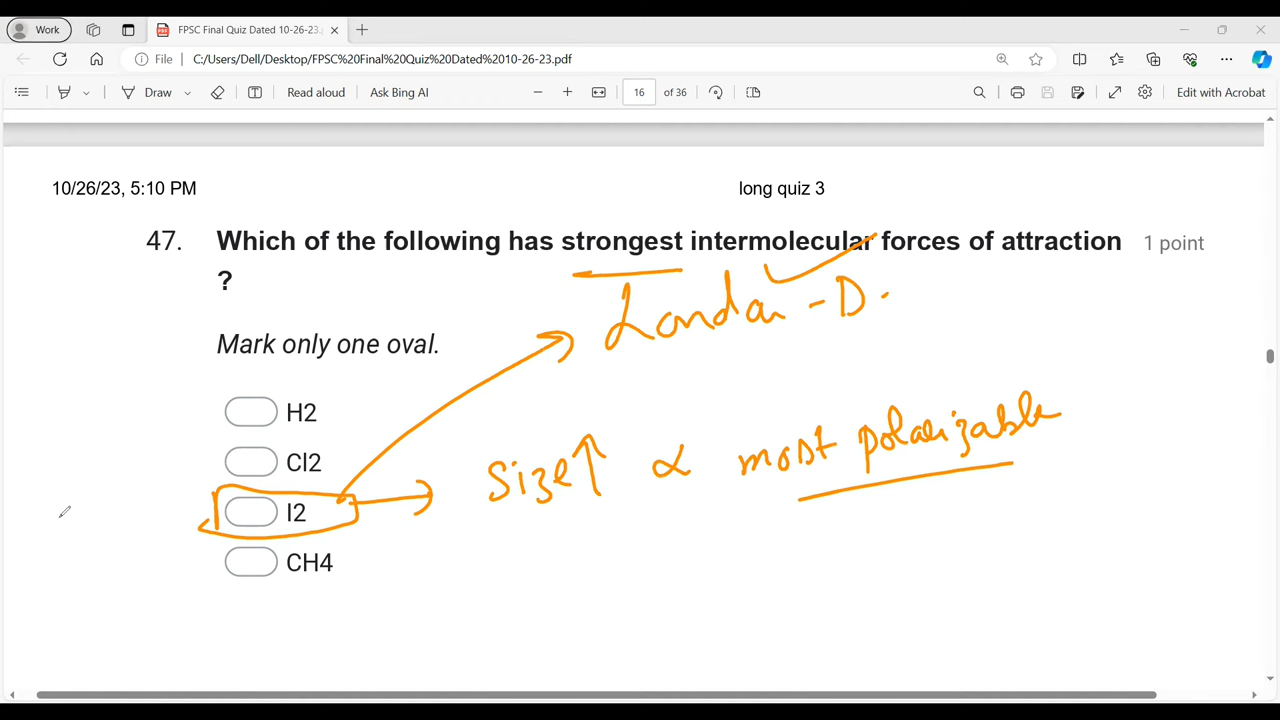 Work
FPSC Final Quiz Dated 10-26-23.
File C:/Users/Dell/Desktop/FPSC%20Final%20Quiz%20Dated%2010-26-23.pdf
Draw Read aloud Ask Bing AI 16 of 36 Edit with Acrobat
10/26/23, 5:10 PM long quiz 3
47. Which of the following has strongest intermolecular forces of attraction 1 point
?
London - D.
Mark only one oval.
H2
Cl2
Size ↑ ∝ most polarizable
I2
CH4